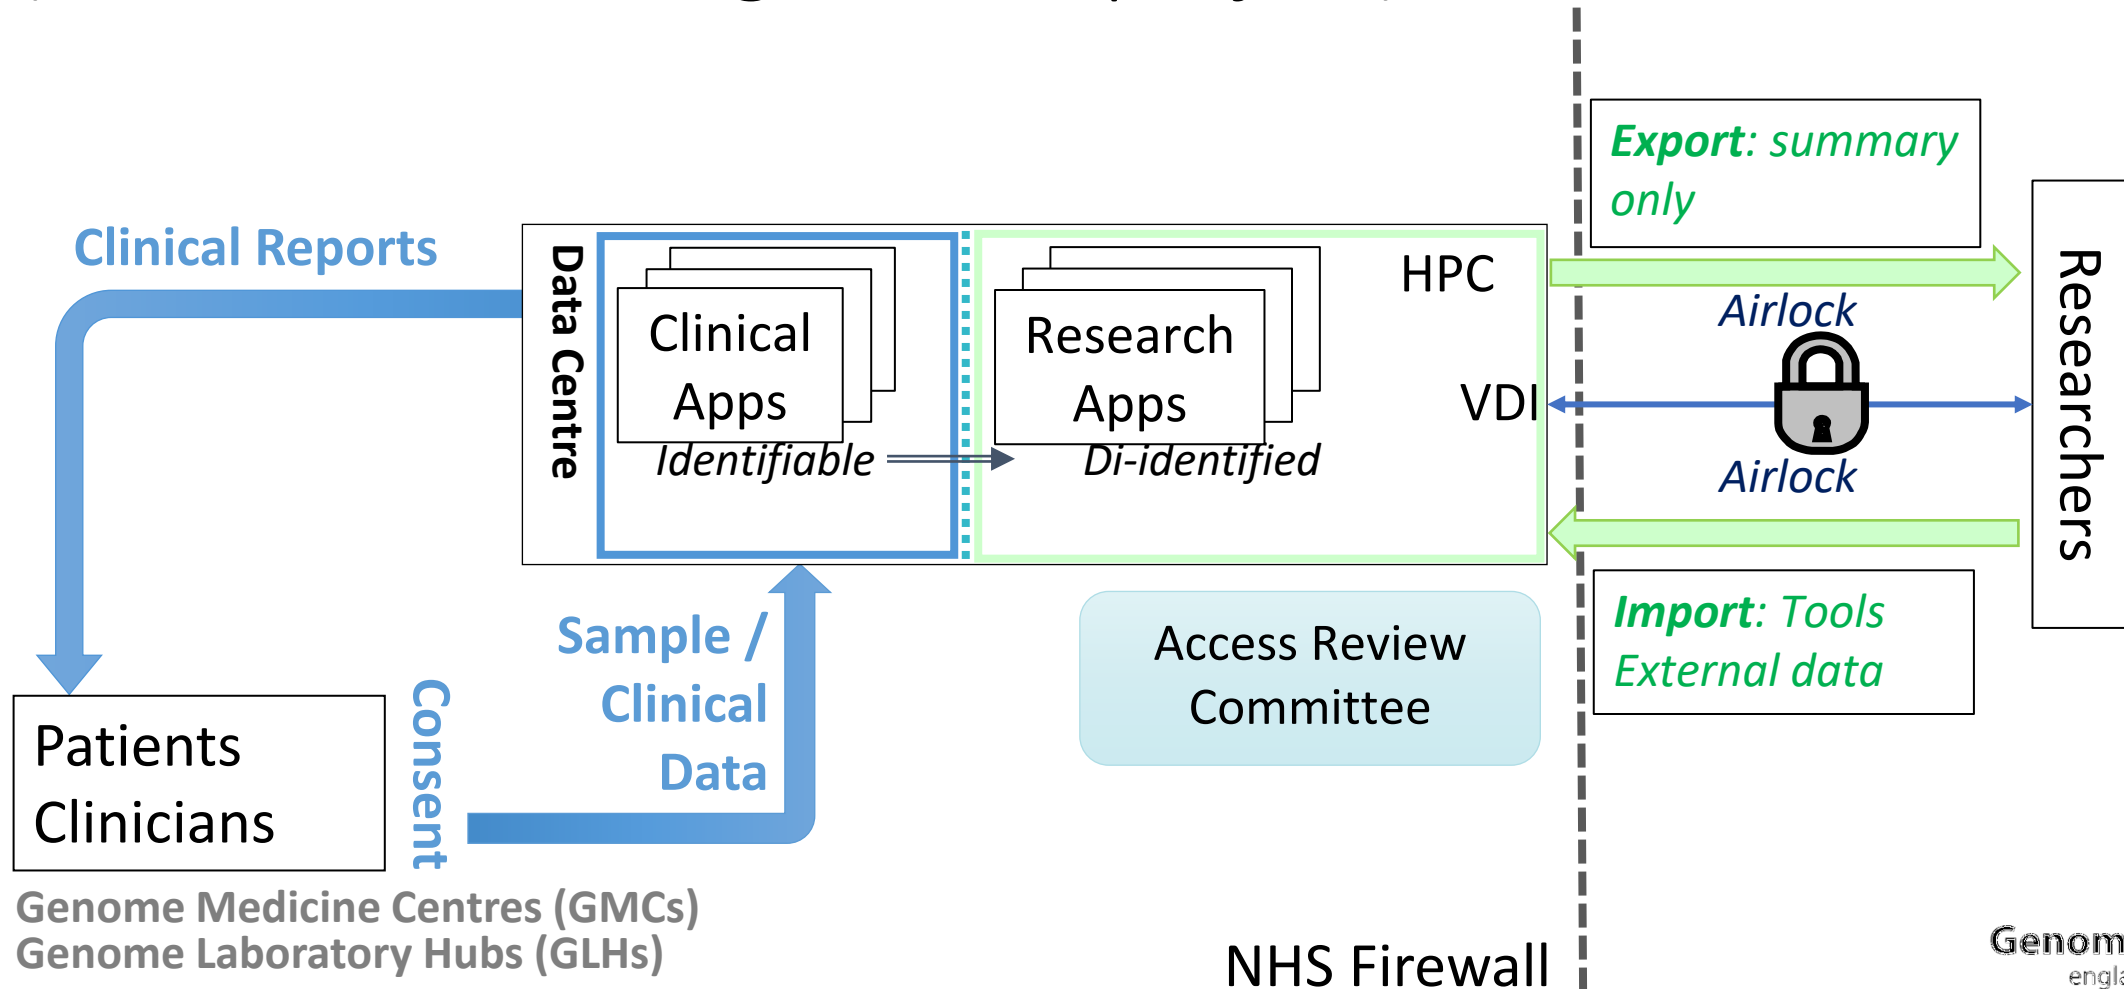 Export: summary
only
Clinical Reports
Data Centre
Clinical
Apps
Identifiable
Research
Apps
Di-identified
HPC
VDI
Airlock
Airlock
Researchers
Sample /
Clinical
Data
Consent
Access Review
Committee
Import: Tools
External data
Patients
Clinicians
Genome Medicine Centres (GMCs)
Genome Laboratory Hubs (GLHs)
NHS Firewall